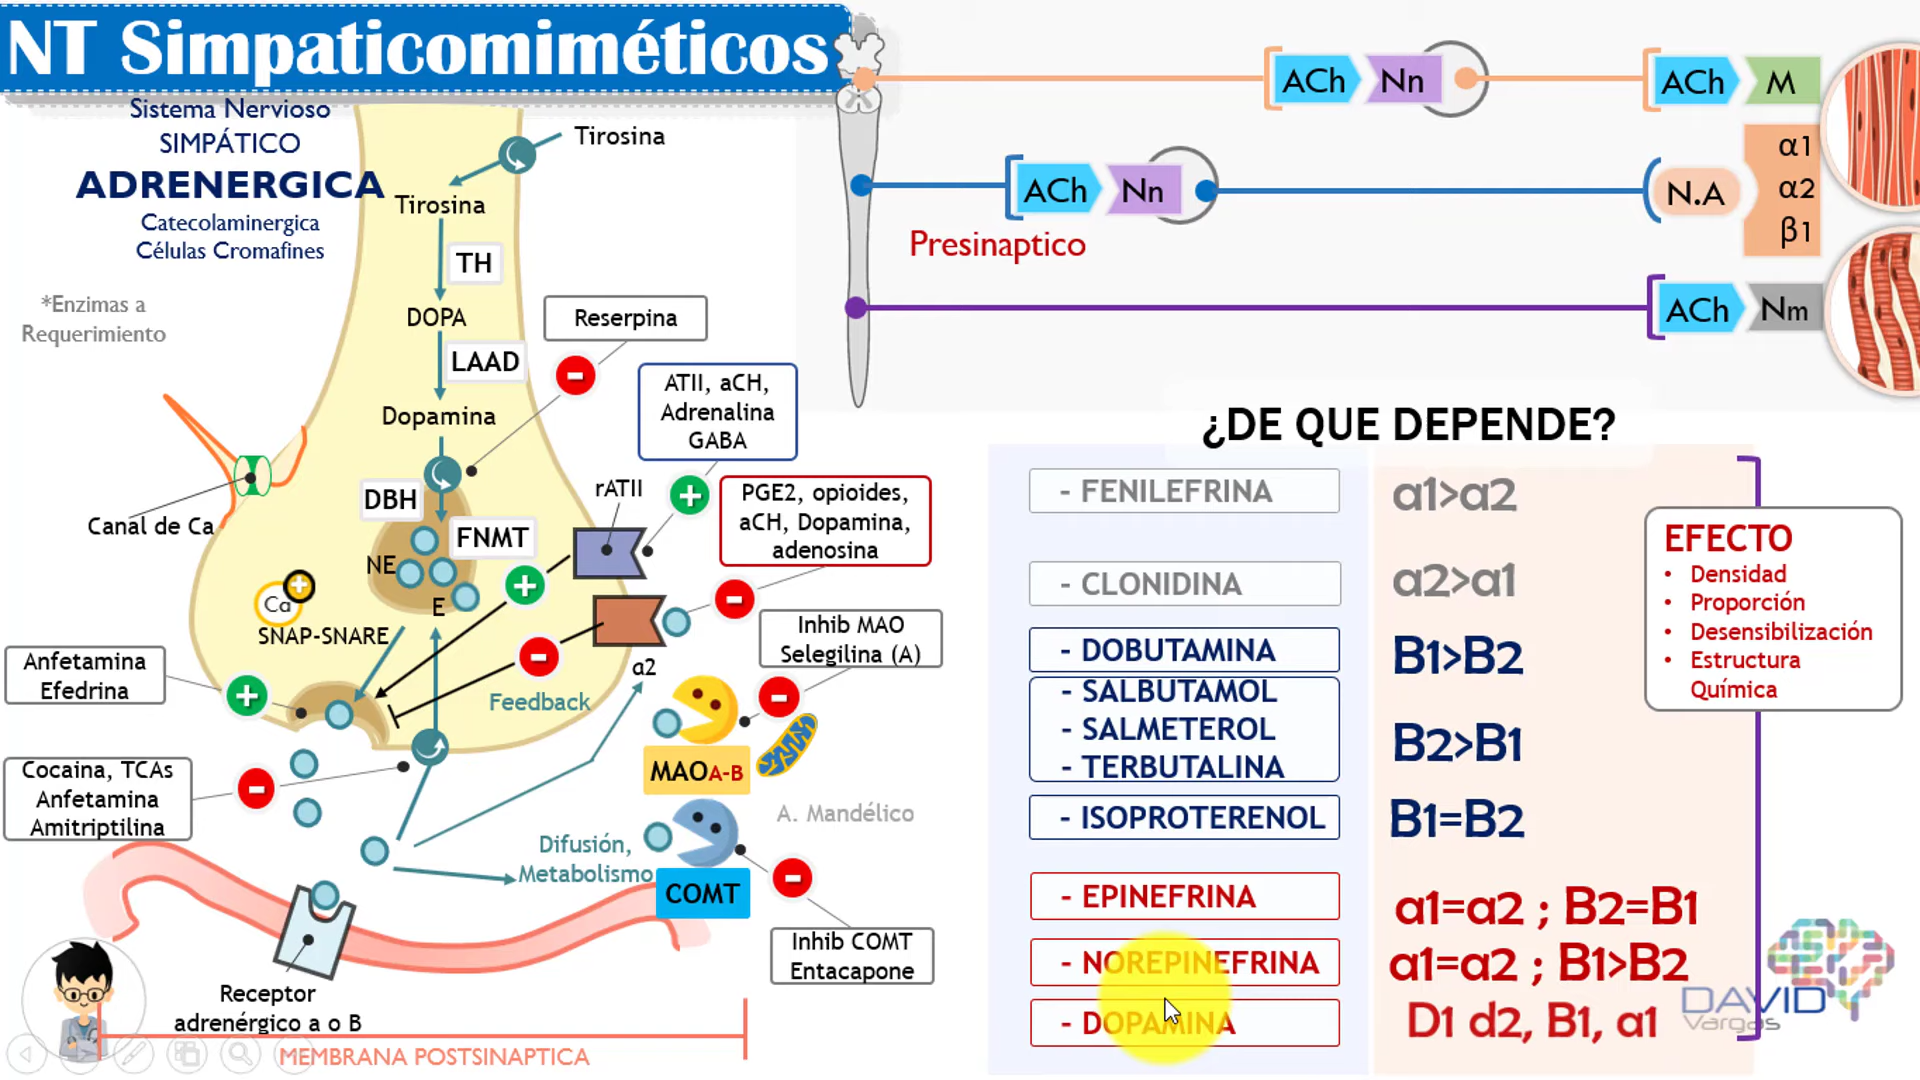 NT Simpaticomiméticos
Sistema Nervioso
SIMPÁTICO
ADRENERGICA
Catecolaminergica
Células Cromafines
*Enzimas a
Requerimiento
Tirosina
Tirosina
TH
DOPA
LAAD
Dopamina
DBH
FNMT
NE
E
Reserpina
ATII, aCH,
Adrenalina
GABA
rATII
PGE2, opioides,
aCH, Dopamina,
adenosina
Canal de Ca
Ca
SNAP-SNARE
Anfetamina
Efedrina
Feedback
α2
Inhib MAO
Selegilina (A)
MAOA-B
Cocaina, TCAs
Anfetamina
Amitriptilina
Difusión,
Metabolismo
A. Mandélico
COMT
Inhib COMT
Entacapone
Receptor
adrenérgico a o B
MEMBRANA POSTSINAPTICA
ACh Nn ACh M
ACh Nn N.A
α1
α2
β1
Presinaptico
ACh Nm
¿DE QUE DEPENDE?
- FENILEFRINA a1>a2
- CLONIDINA a2>a1
- DOBUTAMINA B1>B2
- SALBUTAMOL
- SALMETEROL B2>B1
- TERBUTALINA
- ISOPROTERENOL B1=B2
- EPINEFRINA a1=a2 ; B2=B1
- NOREPINEFRINA a1=a2 ; B1>B2
- DOPAMINA D1 d2, B1, a1
EFECTO
• Densidad
• Proporción
• Desensibilización
• Estructura
Química
DAVID
Vargas